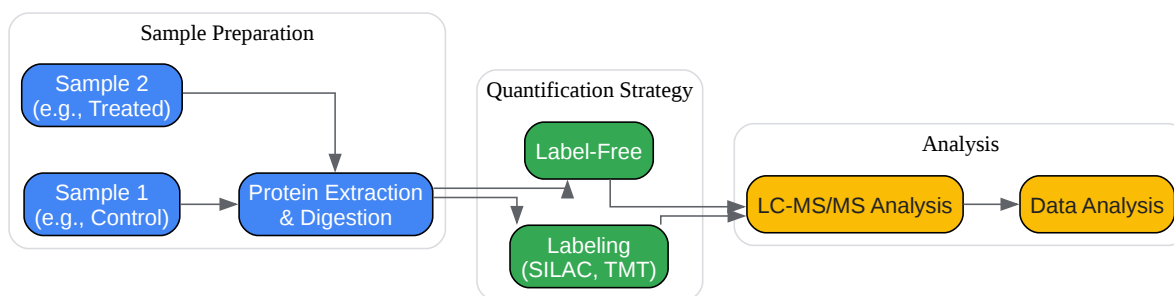 Sample Preparation
Sample 2
(e.g., Treated)
Sample 1
(e.g., Control)
Protein Extraction
& Digestion
Quantification Strategy
Label-Free
Labeling
(SILAC, TMT)
Analysis
LC-MS/MS Analysis
Data Analysis